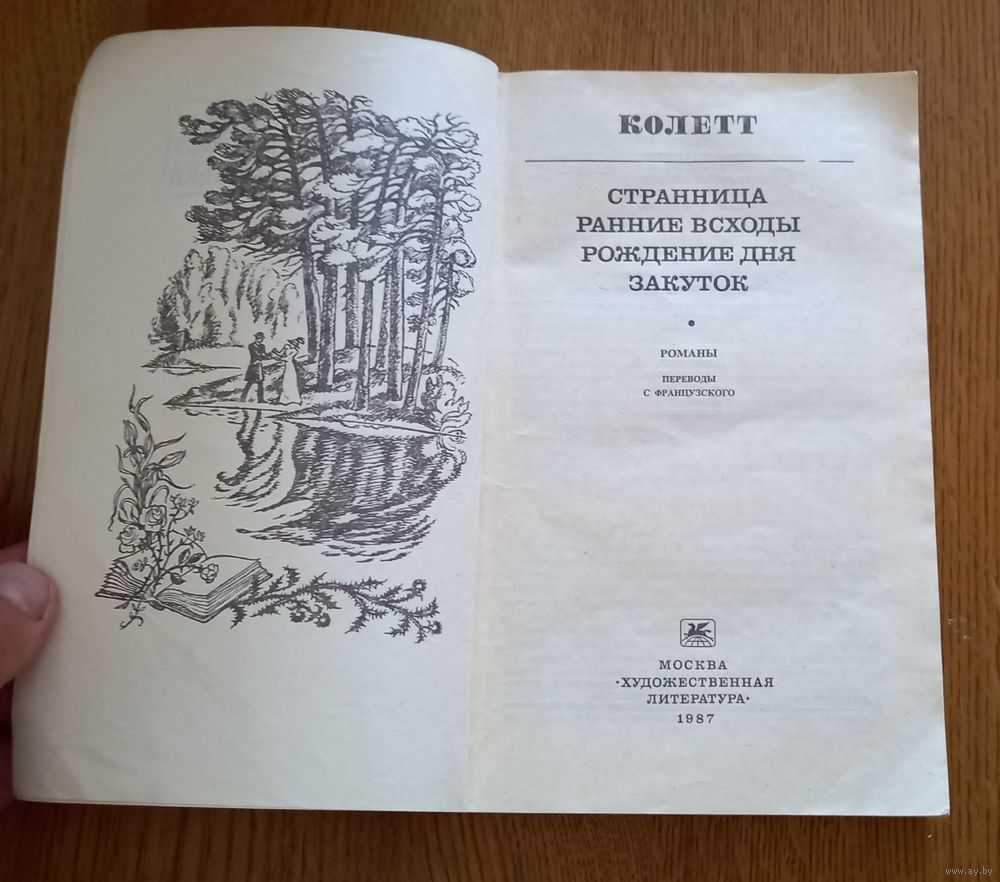 КОЛЕТТ
СТРАННИЦА
РАННИЕ ВСХОДЫ
РОЖДЕНИЕ ДНЯ
ЗАКУТОК
•
РОМАНЫ
ПЕРЕВОДЫ
С ФРАНЦУЗСКОГО
МОСКВА
·ХУДОЖЕСТВЕННАЯ
ЛИТЕРАТУРА·
1987
www.ay.by